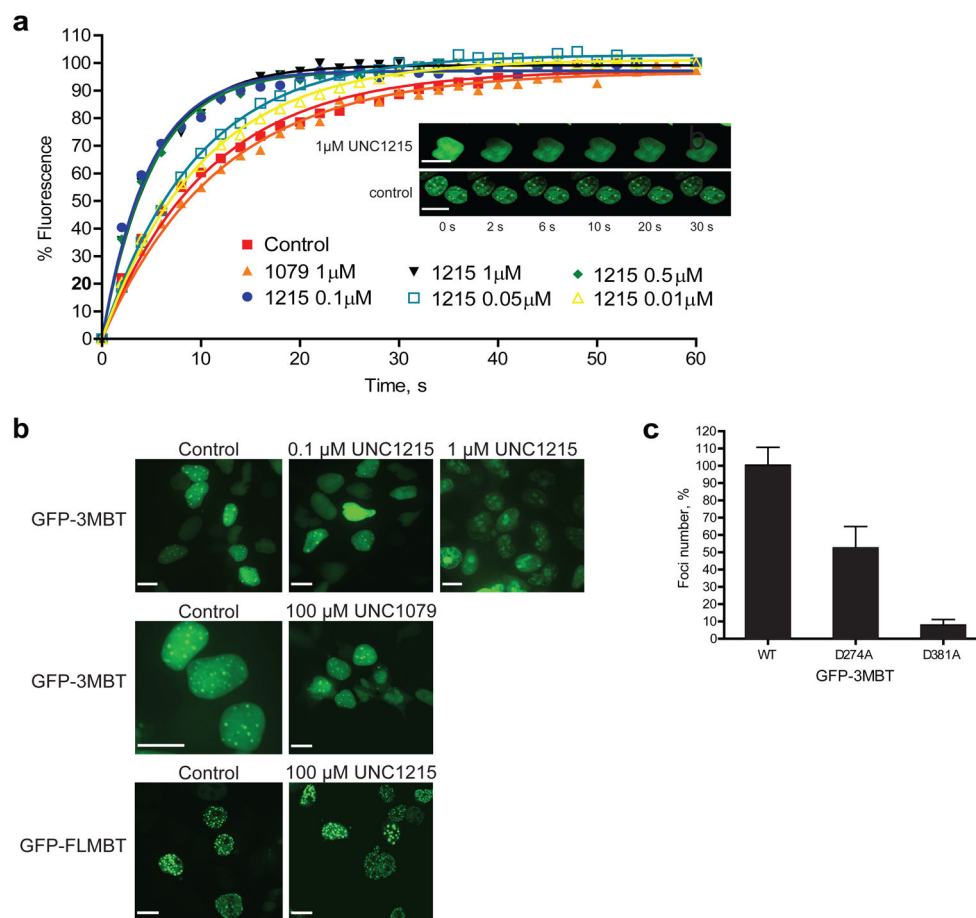 a
110
100
90
80
70
60
50
40
30
20
10
0
% Fluorescence
0 10 20 30 40 50 60
Time, s
1µM UNC1215
control
b
0 s 2 s 6 s 10 s 20 s 30 s
Control
1079 1µM 1215 1µM 1215 0.5µM
1215 0.1µM 1215 0.05µM 1215 0.01µM
b
Control 0.1 µM UNC1215 1 µM UNC1215
GFP-3MBT
Control 100 µM UNC1079
GFP-3MBT
Control 100 µM UNC1215
GFP-FLMBT
c
120
110
100
90
80
70
60
50
40
30
20
10
0
Foci number, %
WT D274A D381A
GFP-3MBT